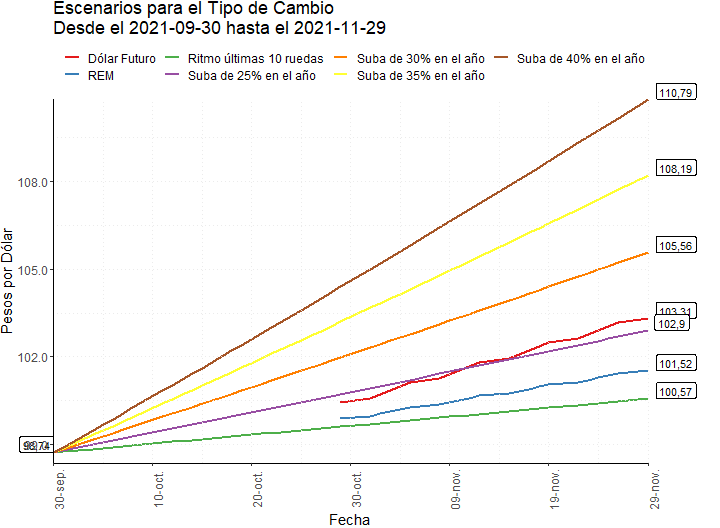 Escenarios para el Tipo de Cambio
Desde el 2021-09-30 hasta el 2021-11-29
Dólar Futuro Ritmo últimas 10 ruedas Suba de 30% en el año Suba de 40% en el año
REM Suba de 25% en el año Suba de 35% en el año
110,79
108,19
108.0
105,56
105.0
103,31
102,9
102.0
101,52
100,57
Pesos por Dólar
30-sep. 10-oct. 20-oct. 30-oct. 09-nov. 19-nov. 29-nov.
Fecha